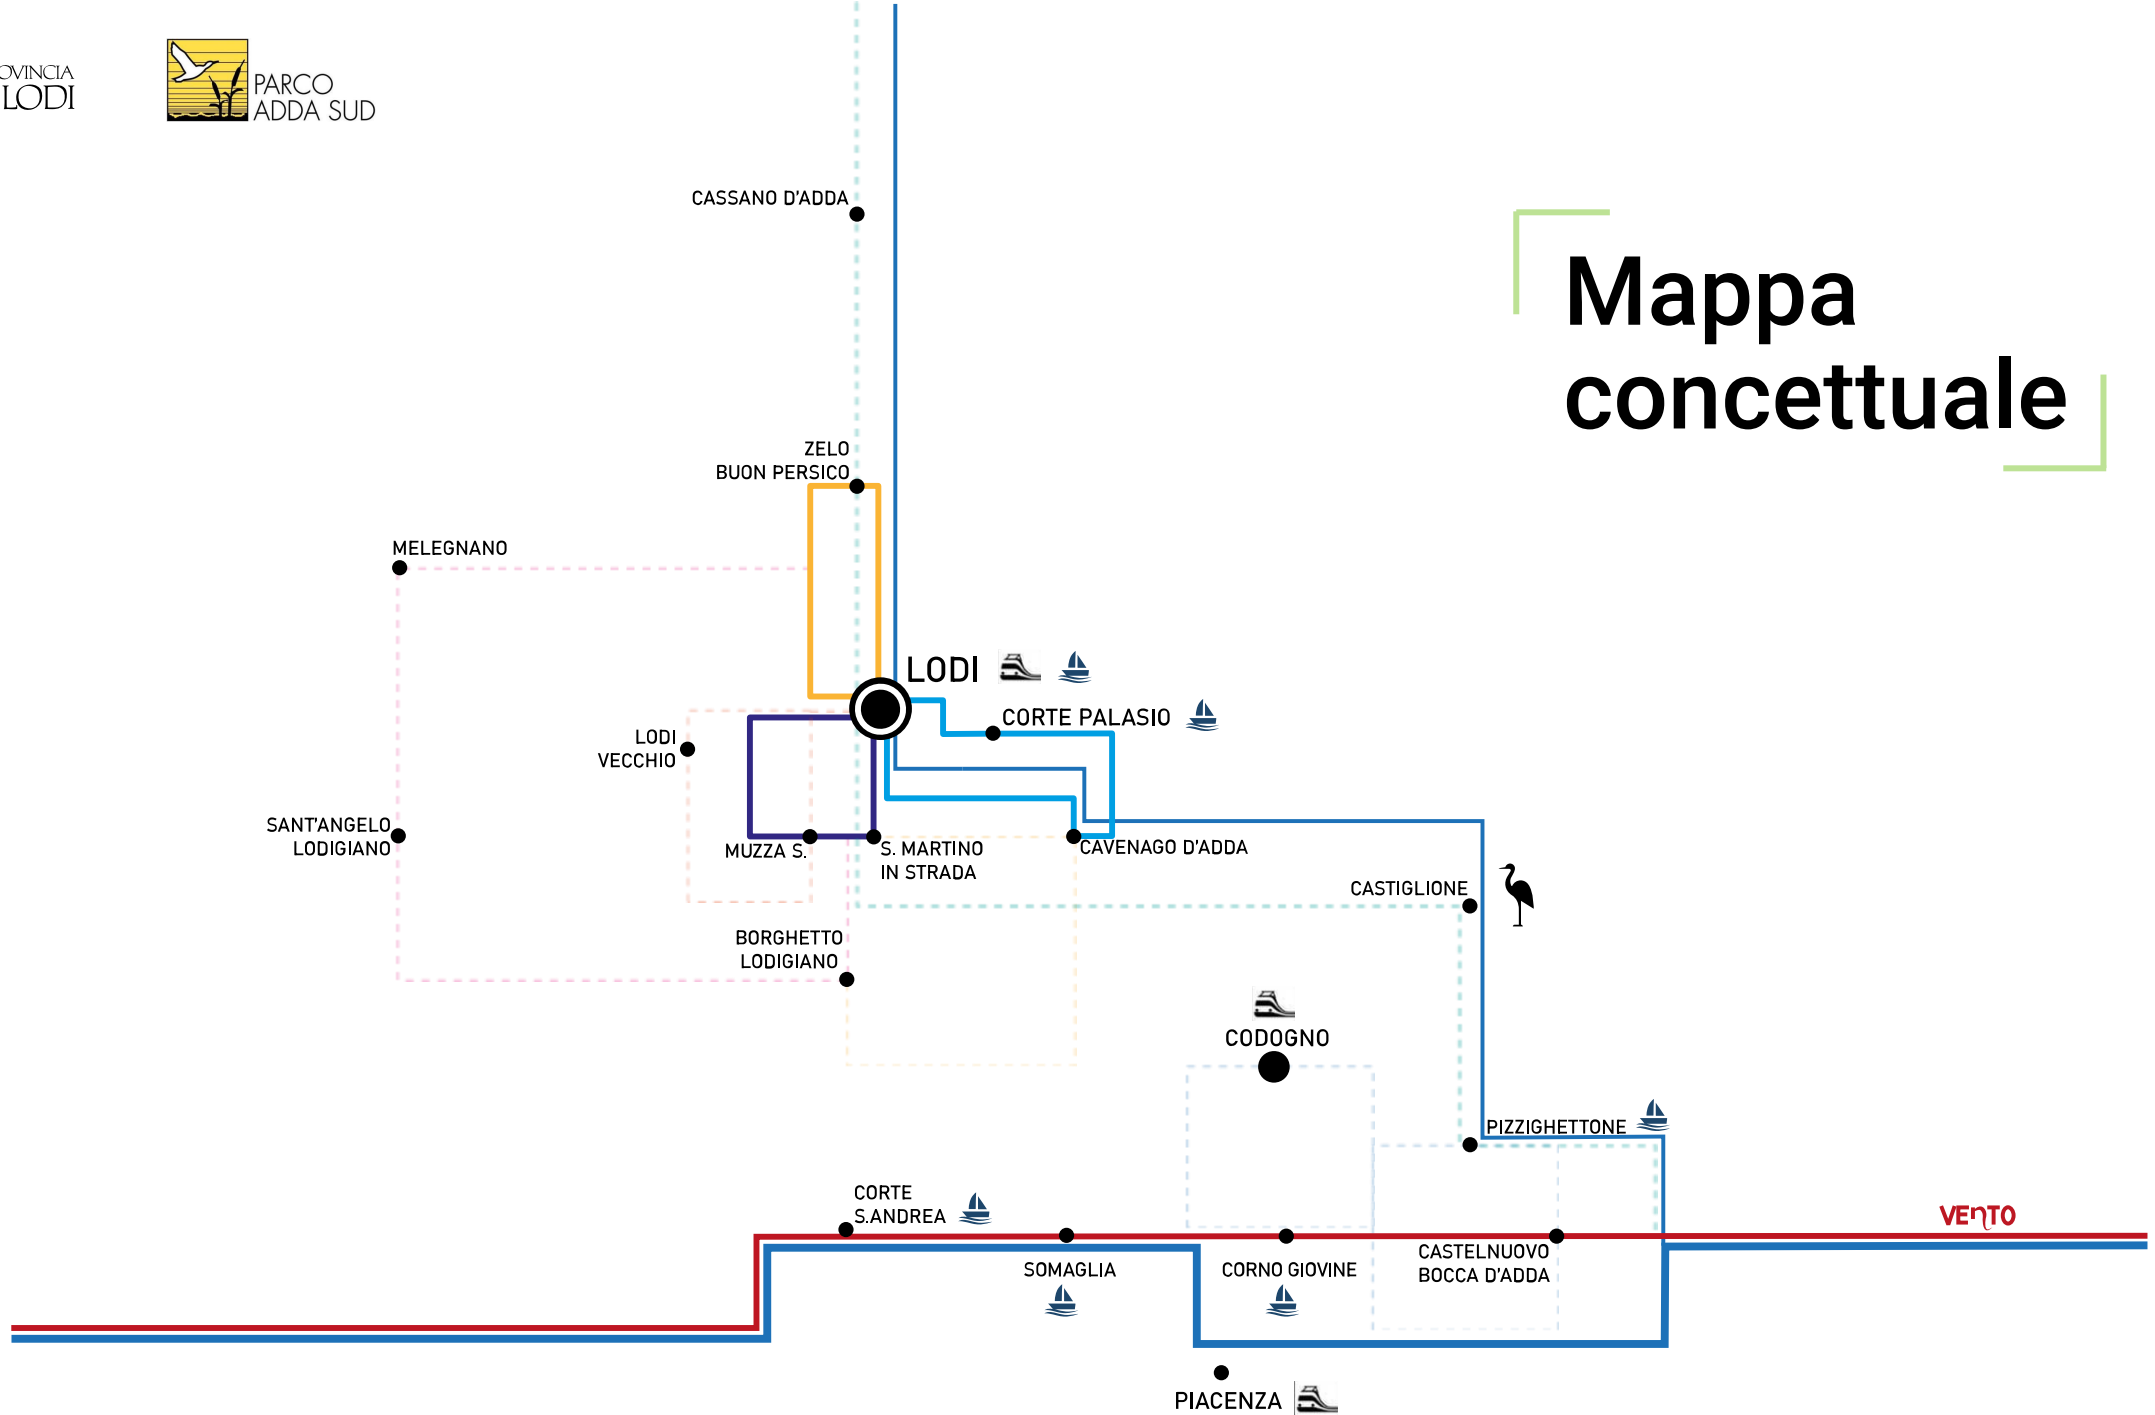 LODI
PARCO
ADDA SUD
CASSANO D'ADDA
Mappa
concettuale
ZELO
BUON PERSICO
MELEGNANO
LODI
CORTE PALASIO
LODI
VECCHIO
SANT'ANGELO
LODIGIANO
MUZZA S.
S. MARTINO
IN STRADA
CAVENAGO D'ADDA
CASTIGLIONE
BORGHETTO
LODIGIANO
CODOGNO
PIZZIGHETTONE
CORTE
S.ANDREA
VENTO
SOMAGLIA
CORNO GIOVINE
CASTELNUOVO
BOCCA D'ADDA
PIACENZA